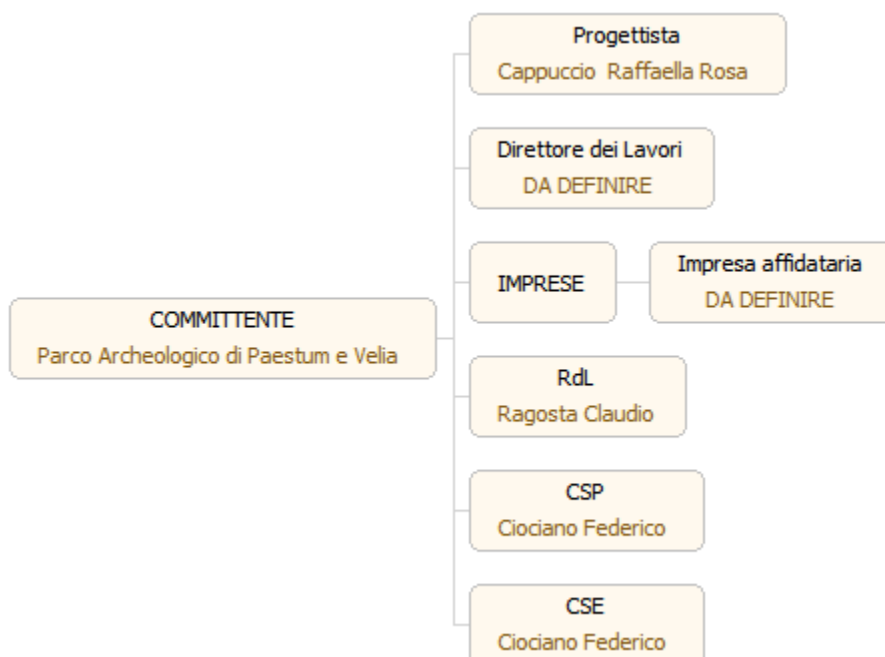 Progettista
Cappuccio Raffaella Rosa
Direttore dei Lavori
DA DEFINIRE
IMPRESE
Impresa affidataria
DA DEFINIRE
COMMITTENTE
Parco Archeologico di Paestum e Velia
RdL
Ragosta Claudio
CSP
Ciociano Federico
CSE
Ciociano Federico